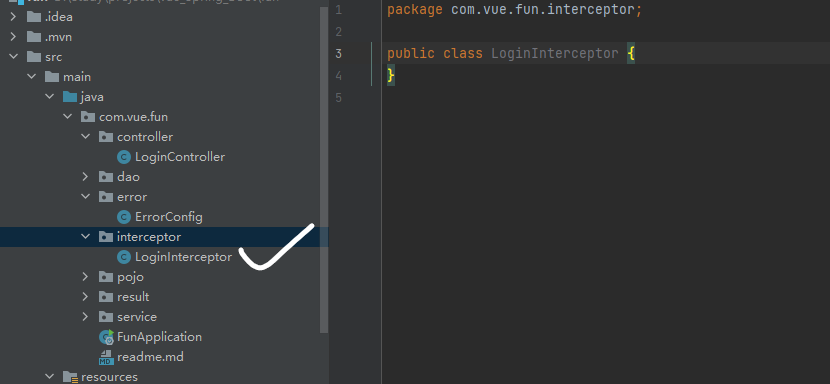 .idea
.mvn
src
main
java
com.vue.fun
controller
LoginController
dao
error
ErrorConfig
interceptor
LoginInterceptor
pojo
result
service
FunApplication
MD readme.md
resources
1 package com.vue.fun.interceptor;
2
3 public class LoginInterceptor {
4 }
5